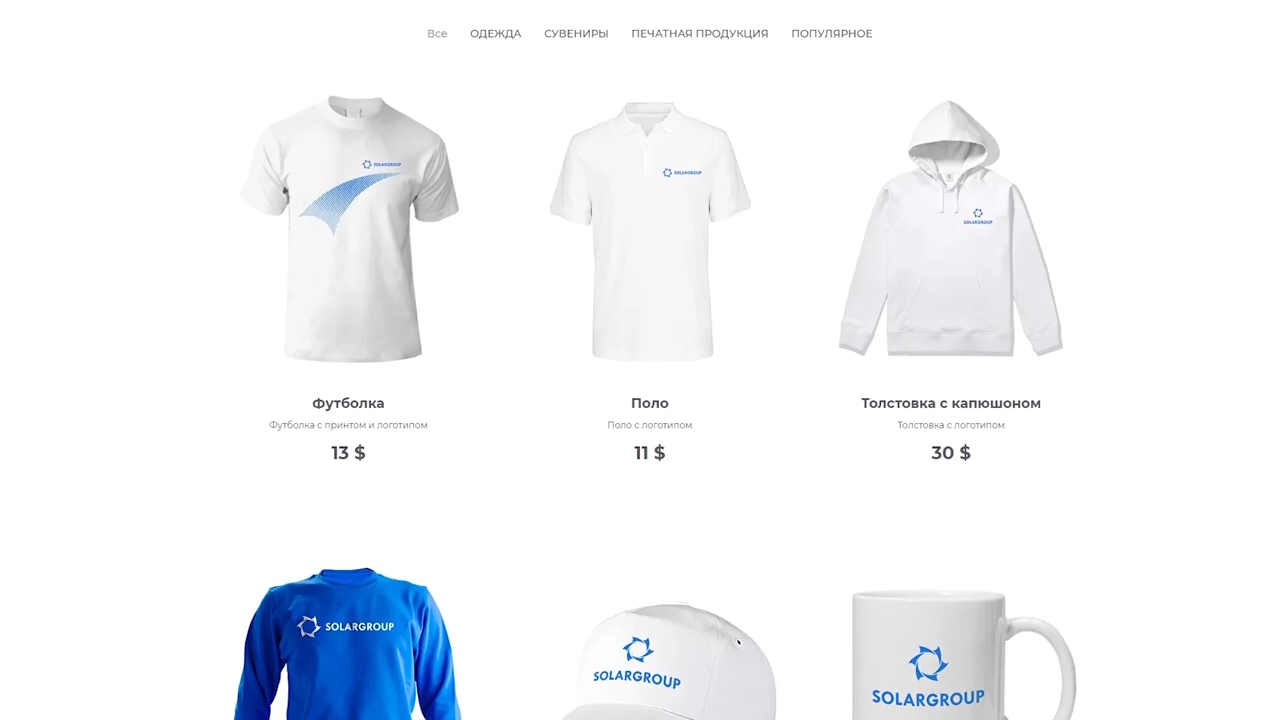 Все ОДЕЖДА СУВЕНИРЫ ПЕЧАТНАЯ ПРОДУКЦИЯ ПОПУЛЯРНОЕ
SOLARGROUP
SOLARGROUP
SOLARGROUP
Футболка
Футболка с принтом и логотипом
13 $
Поло
Поло с логотипом
11 $
Толстовка с капюшоном
Толстовка с логотипом
30 $
SOLARGROUP
SOLARGROUP
SOLARGROUP